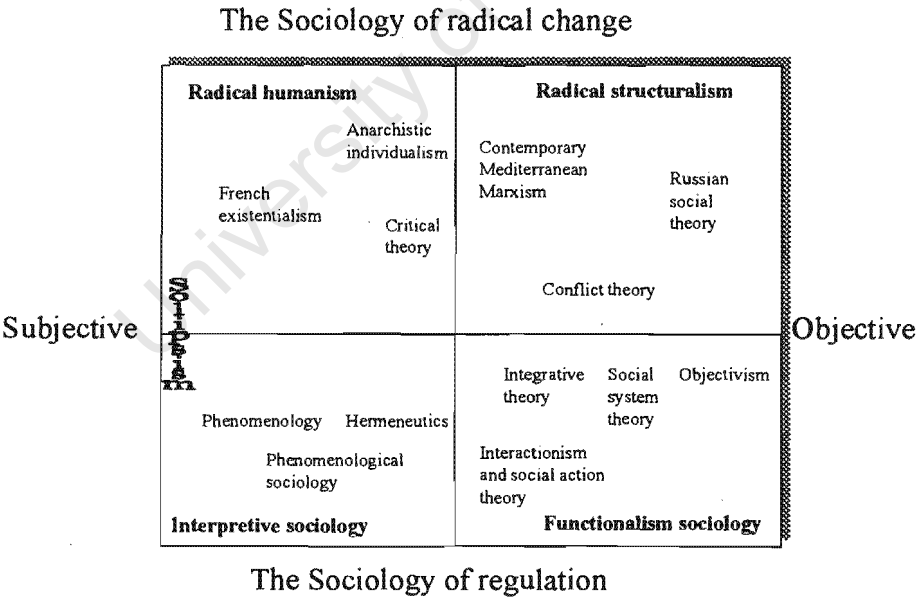 The Sociology of radical change
Radical humanism
Anarchistic
individualism
French
existentialism
Critical
theory
Radical structuralism
Contemporary
Mediterranean
Marxism
Russian
social
theory
Conflict theory
Subjective
Objective
Phenomenology
Hermeneutics
Phenomenological
sociology
Interpretive sociology
Integrative
theory
Social
system
theory
Objectivism
Interactionism
and social action
theory
Functionalism sociology
The Sociology of regulation
University of